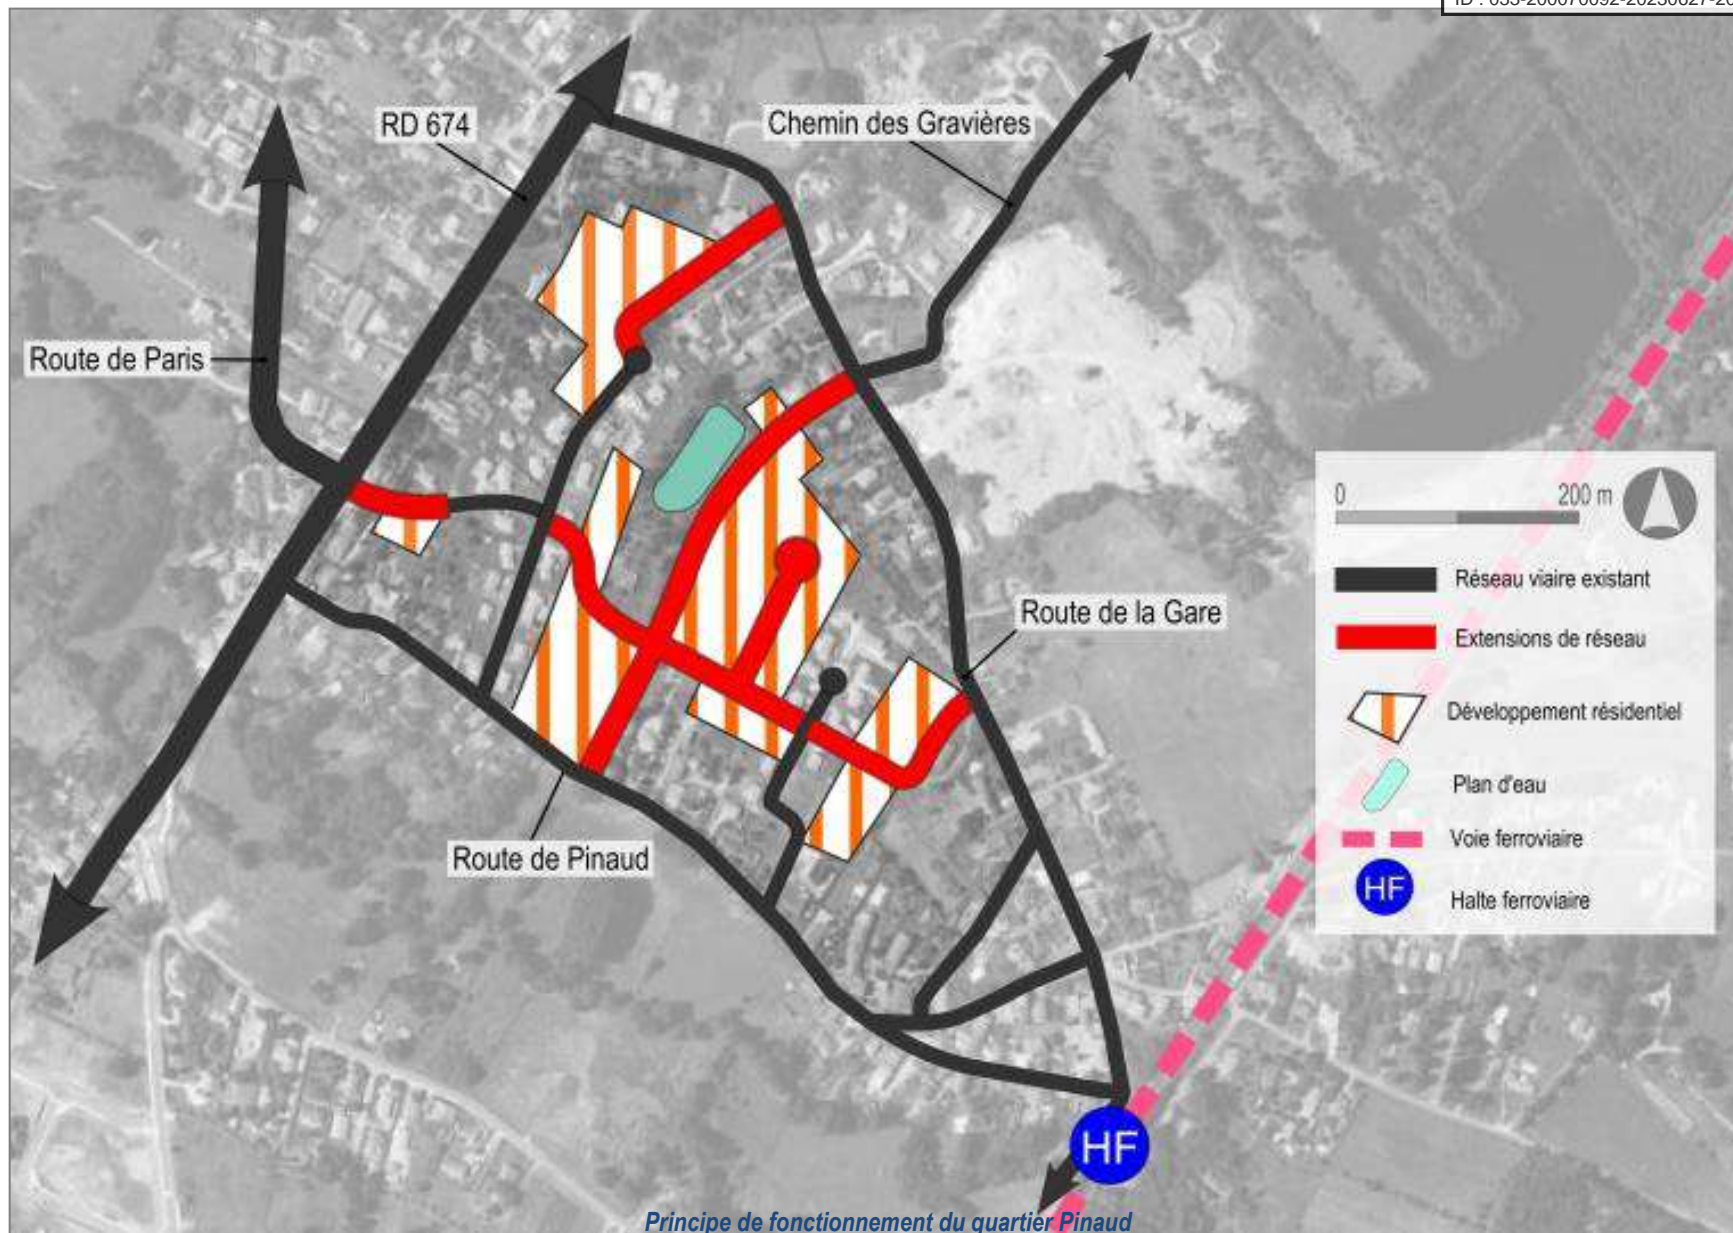 RD 674
Chemin des Gravières
Route de Paris
0 200 m
Réseau viaire existant
Route de la Gare
Extensions de réseau
Développement résidentiel
Plan d'eau
Route de Pinaud
Voie ferroviaire
HF
Halte ferroviaire
HF
Principe de fonctionnement du quartier Pinaud